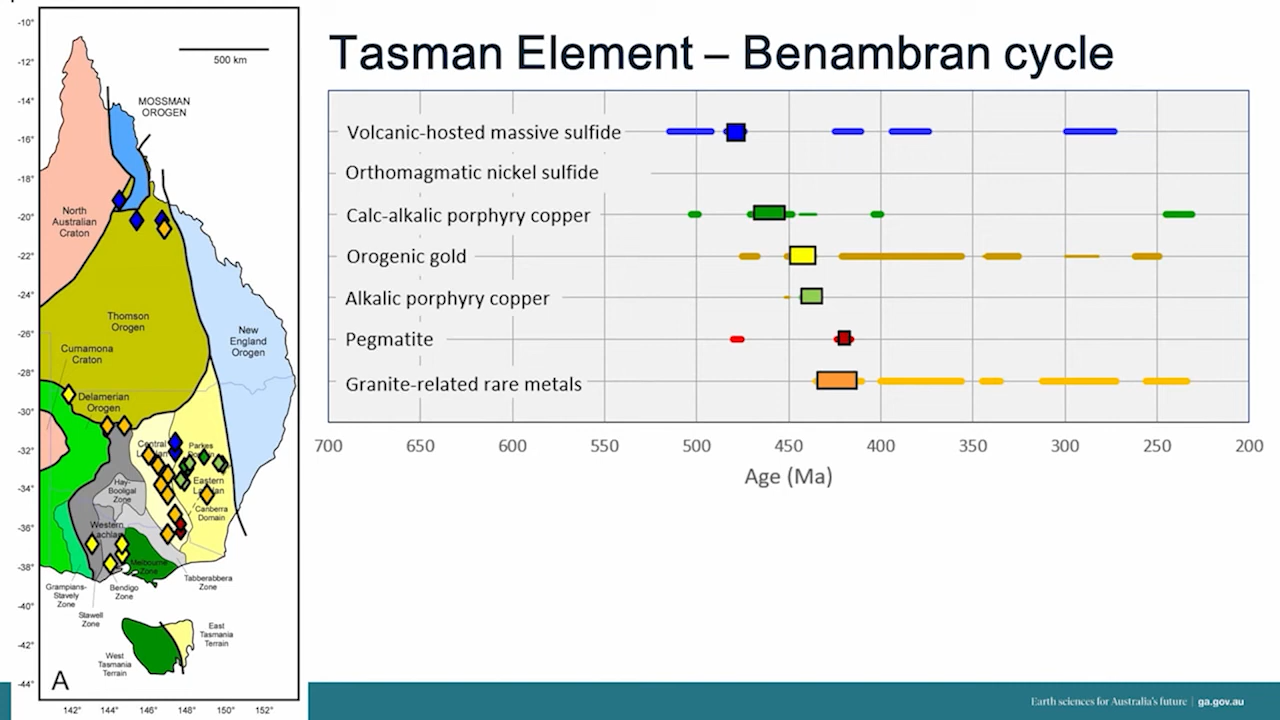 Tasman Element – Benambran cycle
Volcanic-hosted massive sulfide
Orthomagmatic nickel sulfide
Calc-alkalic porphyry copper
Orogenic gold
Alkalic porphyry copper
Pegmatite
Granite-related rare metals
700 650 600 550 500 450 400 350 300 250 200
Age (Ma)
-10°
-12°
-14°
-16°
-18°
-20°
-22°
-24°
-26°
-28°
-30°
-32°
-34°
-36°
-38°
-40°
-42°
-44°
142° 144° 146° 148° 150° 152°
500 km
MOSSMAN
OROGEN
North
Australian
Craton
Thomson
Orogen
New
England
Orogen
Curnamona
Craton
Delamerian
Orogen
Central
Parkes
Hay-
Booligal
Zone
Eastern
Lachlan
Canberra
Domain
Western
Lachlan
Melbourne
Zone
Tabberabbera
Zone
Grampians-
Stavely
Zone
Bendigo
Zone
Stawell
Zone
East
Tasmania
Terrain
West
Tasmania
Terrain
A
Earth sciences for Australia's future | ga.gov.au